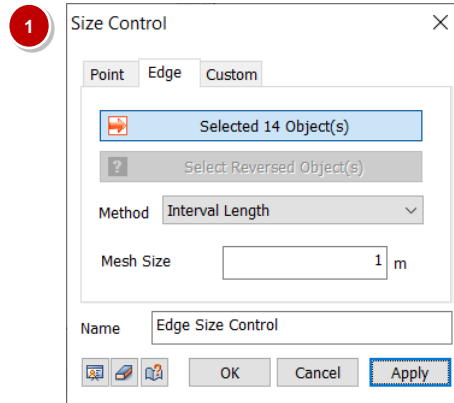 1
Size Control
Point Edge Custom
Selected 14 Object(s)
? Select Reversed Object(s)
Method Interval Length
Mesh Size 1 m
Name Edge Size Control
OK Cancel Apply